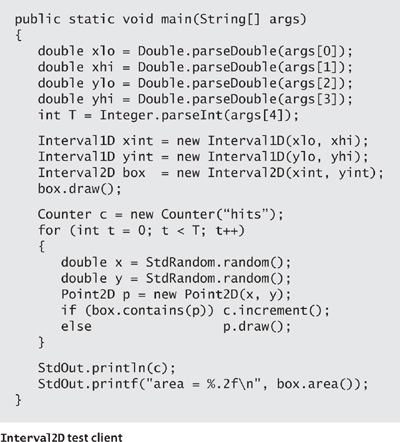 public static void main(String[] args)
{
   double xlo = Double.parseDouble(args[0]);
   double xhi = Double.parseDouble(args[1]);
   double ylo = Double.parseDouble(args[2]);
   double yhi = Double.parseDouble(args[3]);
   int T = Integer.parseInt(args[4]);
   Interval1D xint = new Interval1D(xlo, xhi);
   Interval1D yint = new Interval1D(ylo, yhi);
   Interval2D box  = new Interval2D(xint, yint);
   box.draw();
   Counter c = new Counter(“hits”);
   for (int t = 0; t < T; t++)
   {
      double x = StdRandom.random();
      double y = StdRandom.random();
      Point2D p = new Point2D(x, y);
      if (box.contains(p)) c.increment();
      else                 p.draw();
   }
   StdOut.println(c);
   StdOut.printf("area = %.2f\n", box.area());
}
Interval2D test client